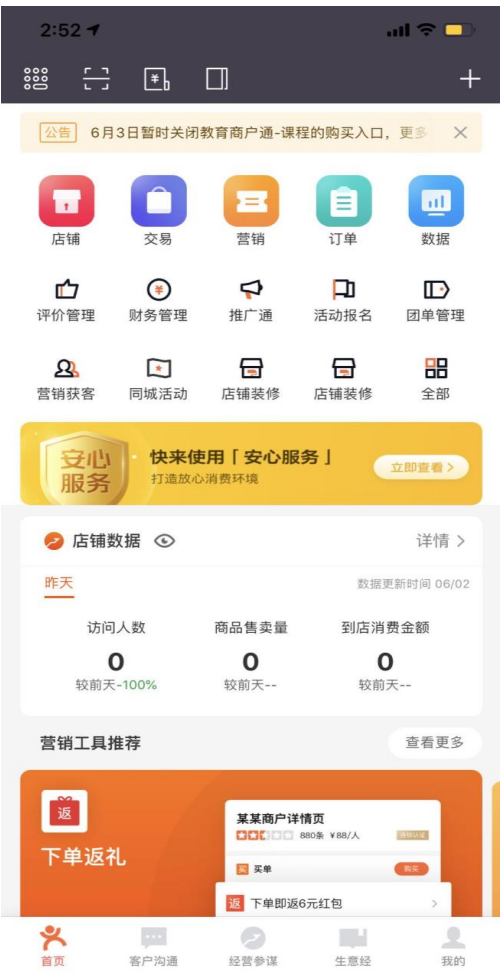 2:52
公告 6月3日暂时关闭教育商户通-课程的购买入口，更多
店铺 交易 营销 订单 数据
评价管理 财务管理 推广通 活动报名 团单管理
营销获客 同城活动 店铺装修 店铺装修 全部
安心
服务
快来使用「安心服务」
打造放心消费环境
立即查看 >
店铺数据 详情 >
昨天 数据更新时间 06/02
访问人数 商品售卖量 到店消费金额
0 0 0
较前天-100% 较前天-- 较前天--
营销工具推荐 查看更多
返
下单返礼
某某商户详情页
880条 ¥88/人
买 买单 购买
返 下单即返6元红包 >
首页 客户沟通 经营参谋 生意经 我的